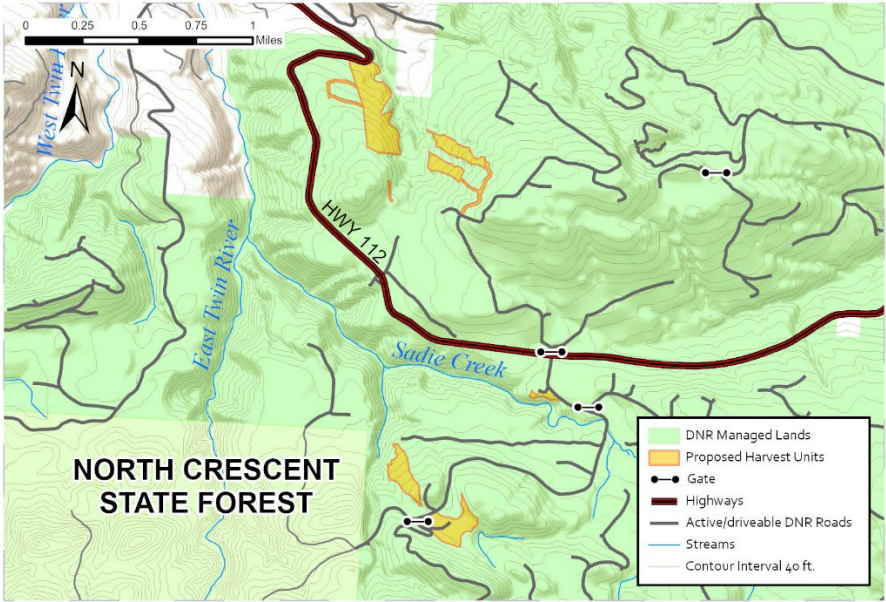 0 0.25 0.5 0.75 1
Miles
N
West Twin River
HWY 112
East Twin River
Sadie Creek
NORTH CRESCENT
STATE FOREST
DNR Managed Lands
Proposed Harvest Units
Gate
Highways
Active/driveable DNR Roads
Streams
Contour Interval 40 ft.